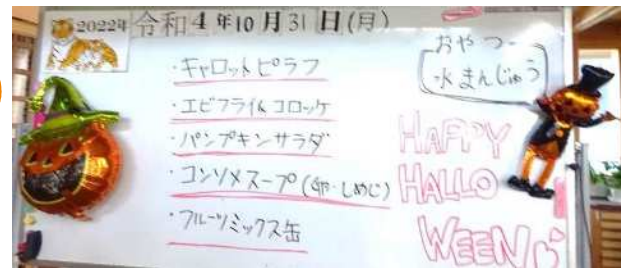 2022年 令和4年10月31日(月)
・キャロットピラフ
・エビフライ&コロッケ
・パンプキンサラダ
・コンソメスープ(ﾊﾟｾ・しめじ)
・フルーツミックス缶
おやつ
水まんじゅう
HAPPY
HALLO
WEEN